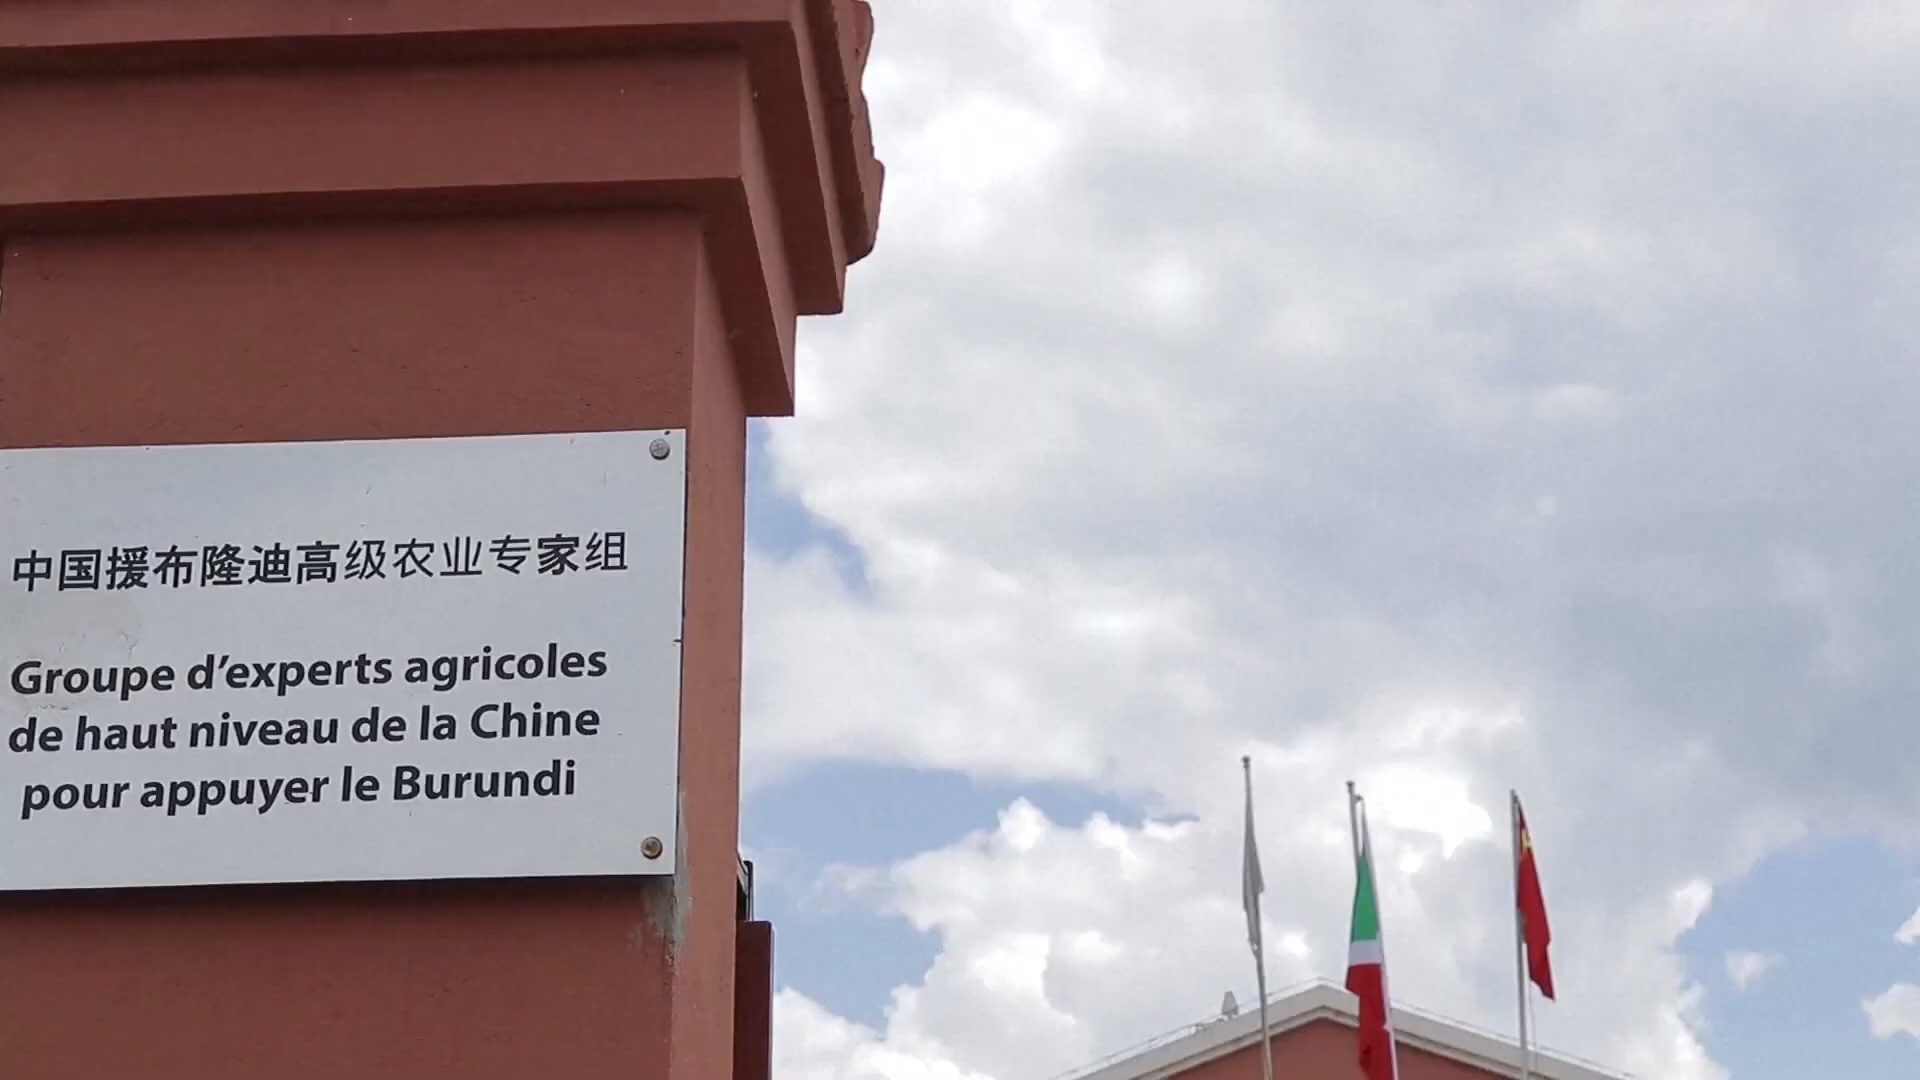 中国援布隆迪高级农业专家组
Groupe d’experts agricoles
de haut niveau de la Chine
pour appuyer le Burundi